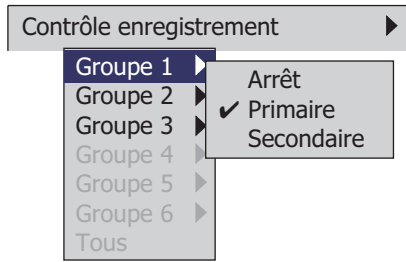 Contrôle enregistrement
Groupe 1
Groupe 2
Groupe 3
Groupe 4
Groupe 5
Groupe 6
Tous
Arrêt
✔ Primaire
Secondaire